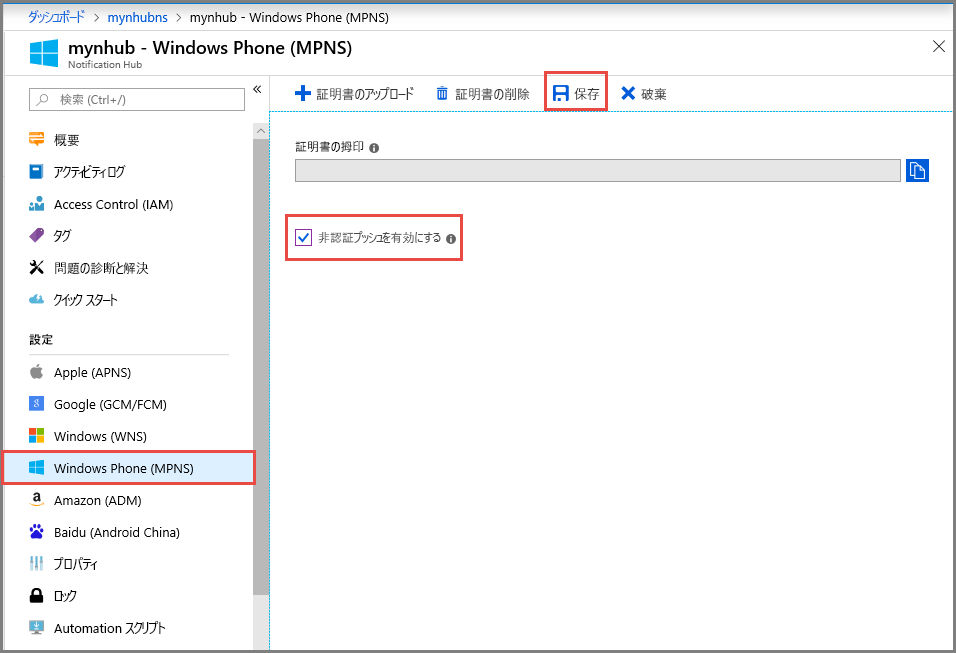 ダッシュボード > mynhubns > mynhub - Windows Phone (MPNS)
mynhub - Windows Phone (MPNS)
Notification Hub
検索 (Ctrl+/)
概要
アクティビティ ログ
Access Control (IAM)
タグ
問題の診断と解決
クイック スタート
設定
Apple (APNS)
Google (GCM/FCM)
Windows (WNS)
Windows Phone (MPNS)
Amazon (ADM)
Baidu (Android China)
プロパティ
ロック
Automation スクリプト
証明書のアップロード 証明書の削除 保存 破棄
証明書の拇印
非認証プッシュを有効にする